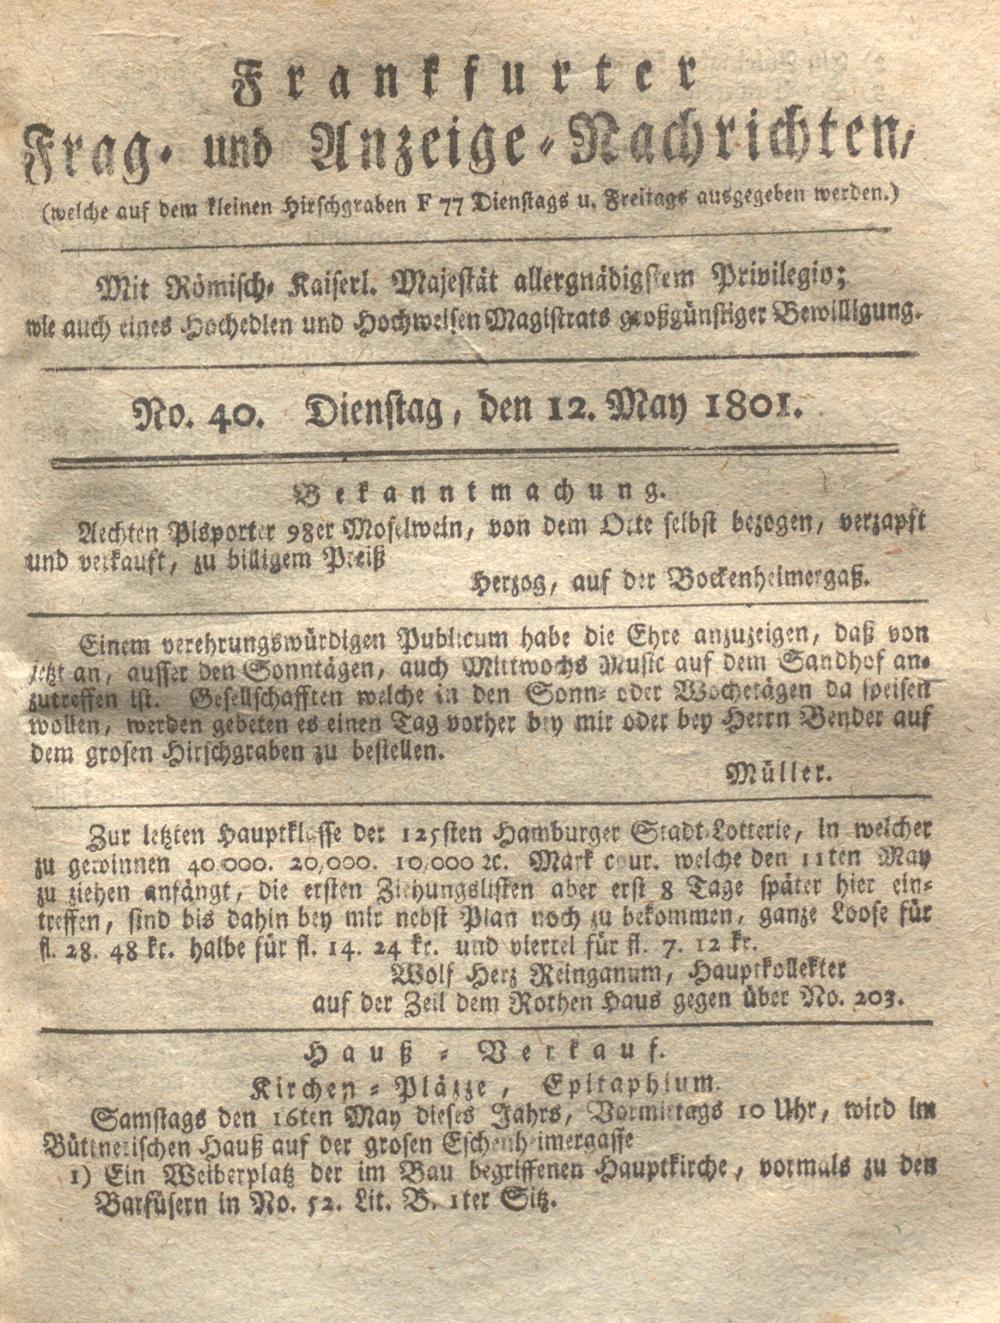 Frankfurter
Frag- und Anzeige-Nachrichten,
(welche auf dem kleinen Hirschgraben F 77 Dienstags u. Freitags ausgegeben werden.)
Mit Römisch- Kaiserl. Majestät allergnädigstem Privilegio;
wie auch eines Hochedlen und Hochweisen Magistrats großgünstiger Bewilligung.
No. 40. Dienstag, den 12. May 1801.
Bekanntmachung.
Aechten Pisporter 98er Moselwein, von dem Orte selbst bezogen, verzapft
und verkauft, zu billigem Preiß
Herzog, auf der Bockenheimergaß.
Einem verehrungswürdigen Publicum habe die Ehre anzuzeigen, daß von
jetzt an, ausser den Sonntägen, auch Mittwochs Music auf dem Sandhof an-
zutreffen ist. Gesellschafften welche in den Sonn- oder Wochetägen da speisen
wollen, werden gebeten es einen Tag vorher bey mir oder bey Herrn Bender auf
dem grosen Hirschgraben zu bestellen.
Müller.
Zur letzten Hauptklasse der 125sten Hamburger Stadt-Lotterie, in welcher
zu gewinnen 40,000. 20,000. 10,000 ꝛc. Mark cour. welche den 11ten May
zu ziehen anfängt, die ersten Ziehungslisten aber erst 8 Tage später hier ein-
treffen, sind bis dahin bey mir nebst Plan noch zu bekommen, ganze Loose für
fl. 28. 48 kr. halbe für fl. 14. 24 kr. und viertel für fl. 7. 12 kr.
Wolf Herz Reinganum, Hauptkollekter
auf der Zeil dem Rothen Haus gegen über No. 203.
Hauß - Verkauf.
Kirchen - Plätze, Epitaphium.
Samstags den 16ten May dieses Jahrs, Vormittags 10 Uhr, wird im
Büttnerischen Hauß auf der grosen Eschenheimergasse
1) Ein Weiberplatz der im Bau begriffenen Hauptkirche, vormals zu den
Barfüsern in No. 52. Lit. B. 1ter Sitz.